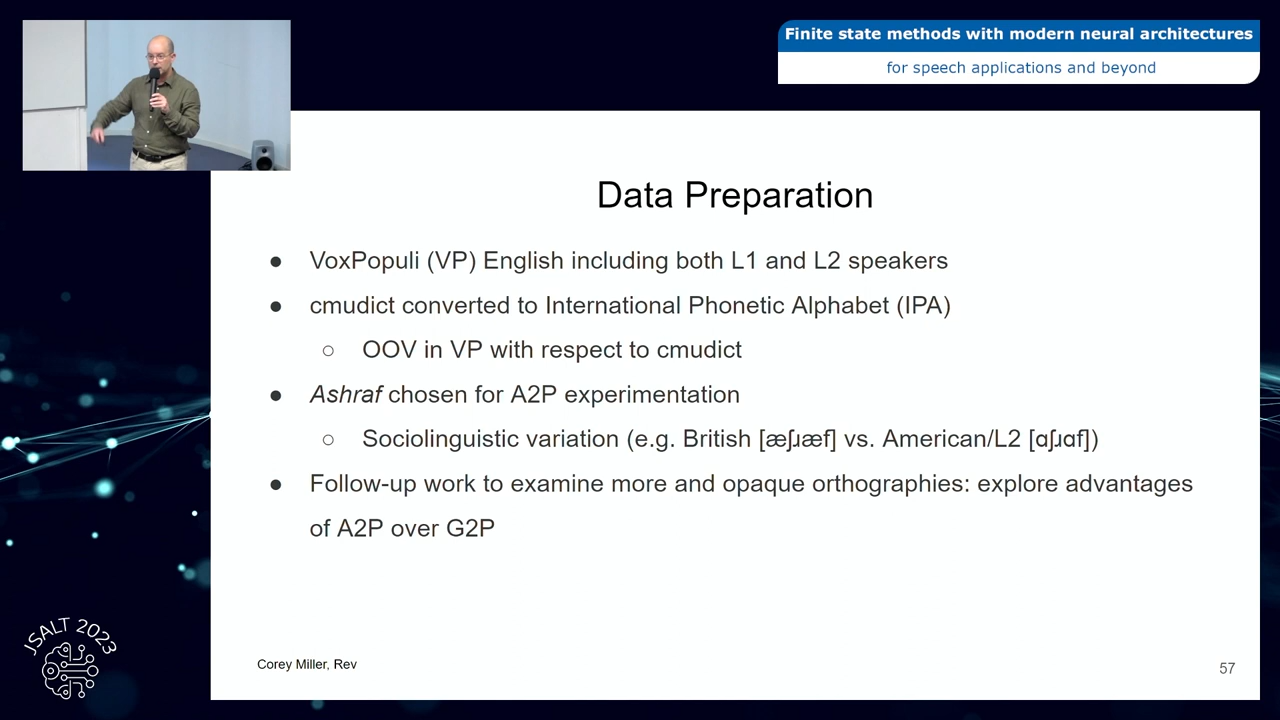 Finite state methods with modern neural architectures
for speech applications and beyond
Data Preparation
● VoxPopuli (VP) English including both L1 and L2 speakers
● cmudict converted to International Phonetic Alphabet (IPA)
○ OOV in VP with respect to cmudict
● Ashraf chosen for A2P experimentation
○ Sociolinguistic variation (e.g. British [æʃɹæf] vs. American/L2 [ɑʃɹɑf])
● Follow-up work to examine more and opaque orthographies: explore advantages
of A2P over G2P
JSALT 2023
Corey Miller, Rev
57